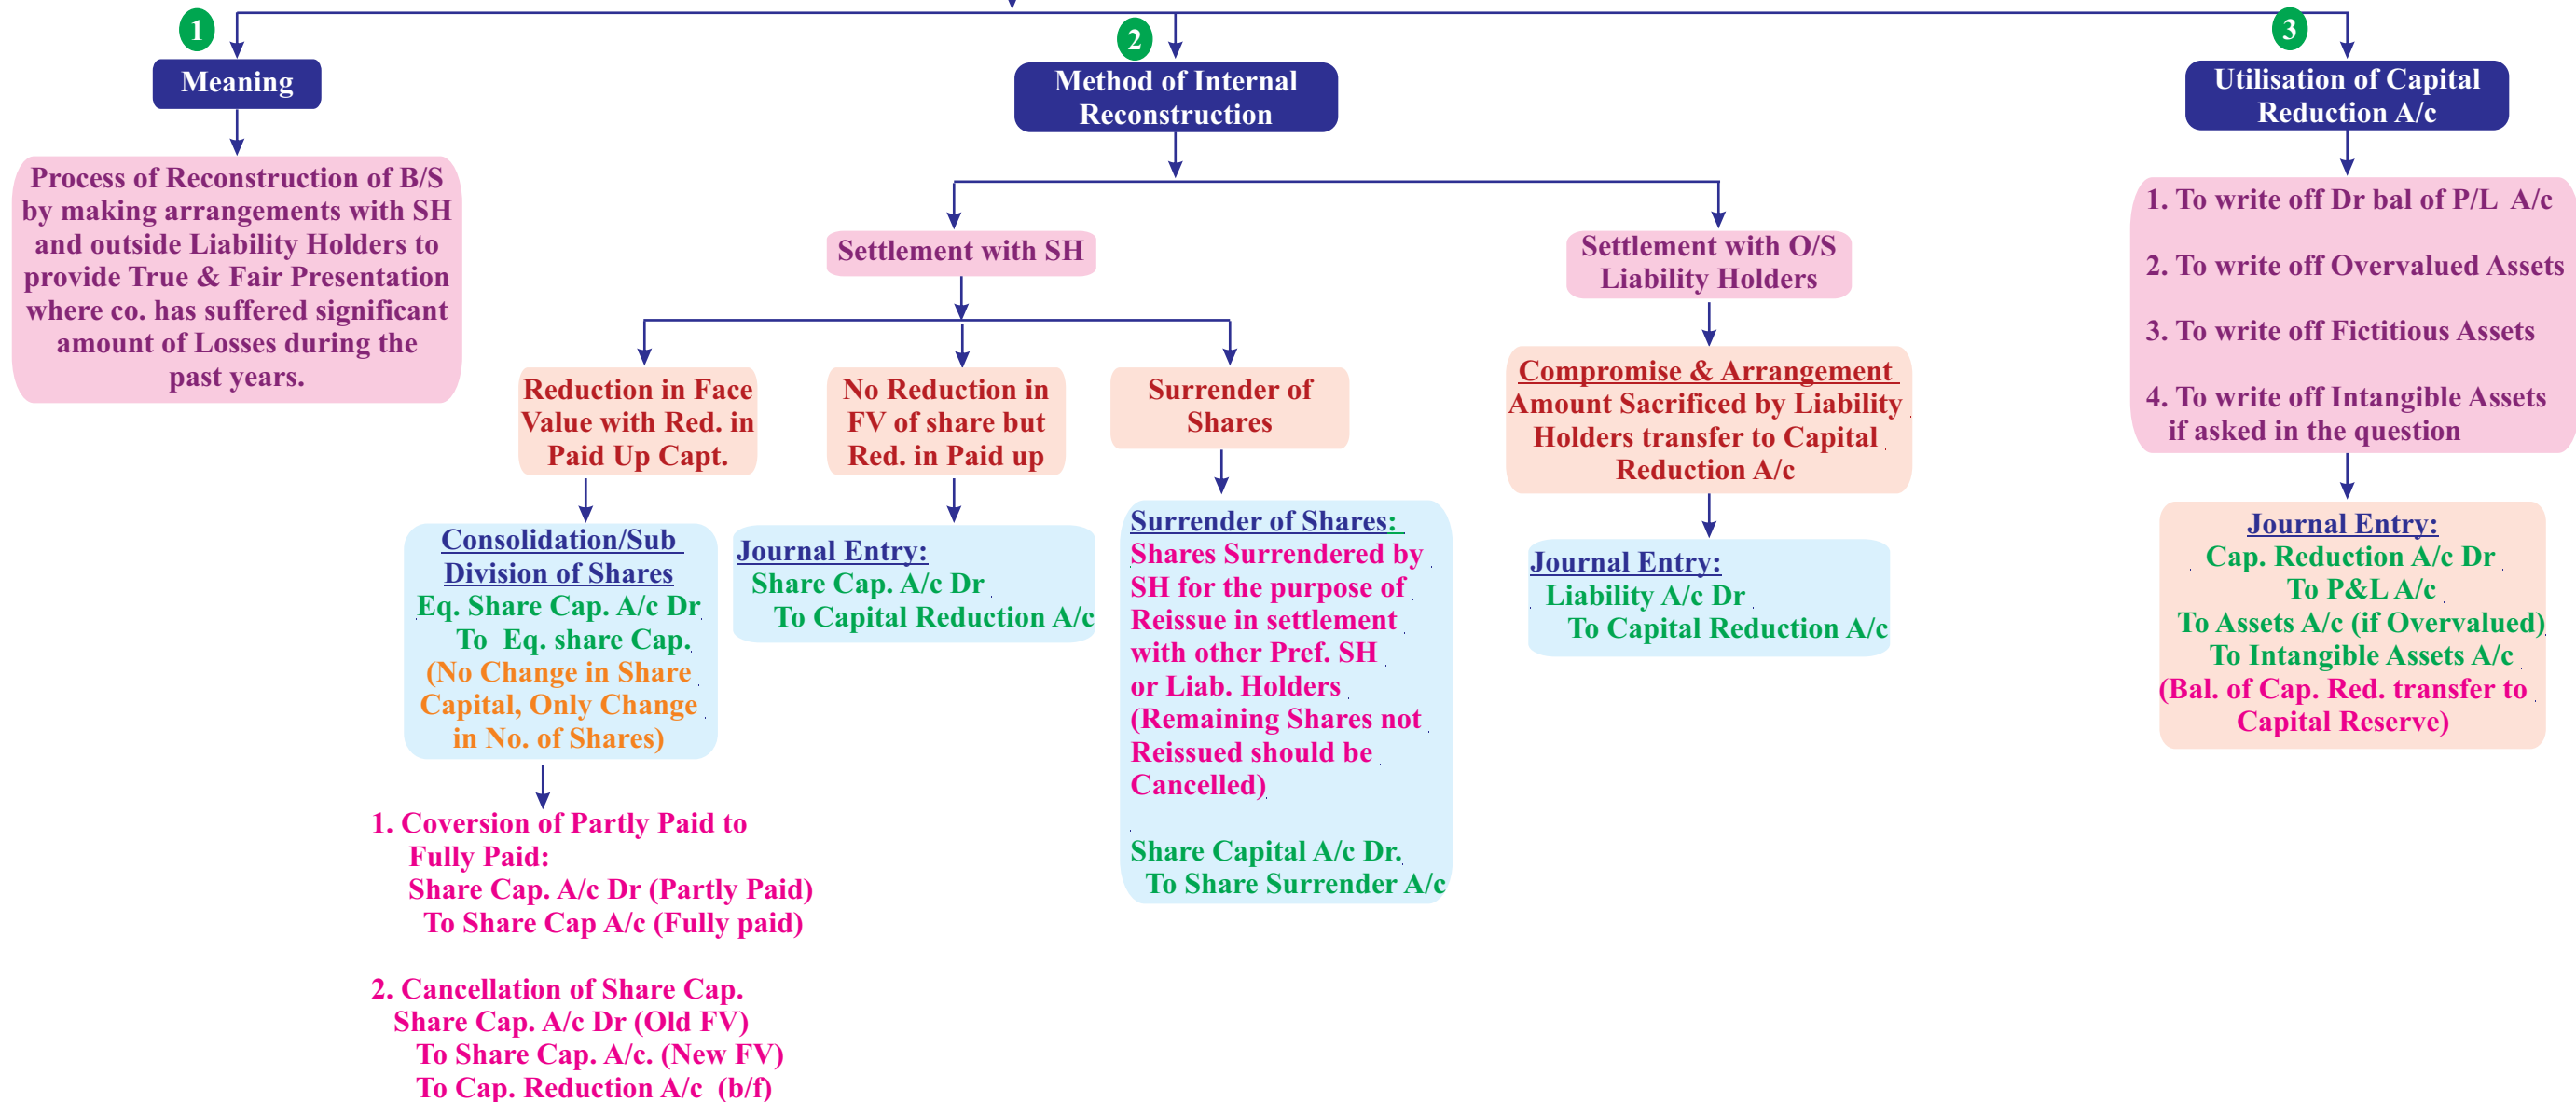 1
Meaning
Process of Reconstruction of B/S
by making arrangements with SH
and outside Liability Holders to
provide True & Fair Presentation
where co. has suffered significant
amount of Losses during the
past years.
2
Method of Internal
Reconstruction
Settlement with SH
Reduction in Face
Value with Red. in
Paid Up Capt.
Consolidation/Sub
Division of Shares
Eq. Share Cap. A/c Dr
To Eq. share Cap.
(No Change in Share
Capital, Only Change
in No. of Shares)
1. Coversion of Partly Paid to
Fully Paid:
Share Cap. A/c Dr (Partly Paid)
To Share Cap A/c (Fully paid)
2. Cancellation of Share Cap.
Share Cap. A/c Dr (Old FV)
To Share Cap. A/c. (New FV)
To Cap. Reduction A/c (b/f)
No Reduction in
FV of share but
Red. in Paid up
Journal Entry:
Share Cap. A/c Dr
To Capital Reduction A/c
Surrender of
Shares
Surrender of Shares:
Shares Surrendered by
SH for the purpose of
Reissue in settlement
with other Pref. SH
or Liab. Holders
(Remaining Shares not
Reissued should be
Cancelled)
Share Capital A/c Dr.
To Share Surrender A/c
Settlement with O/S
Liability Holders
Compromise & Arrangement
Amount Sacrificed by Liability
Holders transfer to Capital
Reduction A/c
Journal Entry:
Liability A/c Dr
To Capital Reduction A/c
3
Utilisation of Capital
Reduction A/c
1. To write off Dr bal of P/L A/c
2. To write off Overvalued Assets
3. To write off Fictitious Assets
4. To write off Intangible Assets
if asked in the question
Journal Entry:
Cap. Reduction A/c Dr
To P&L A/c
To Assets A/c (if Overvalued)
To Intangible Assets A/c
(Bal. of Cap. Red. transfer to
Capital Reserve)